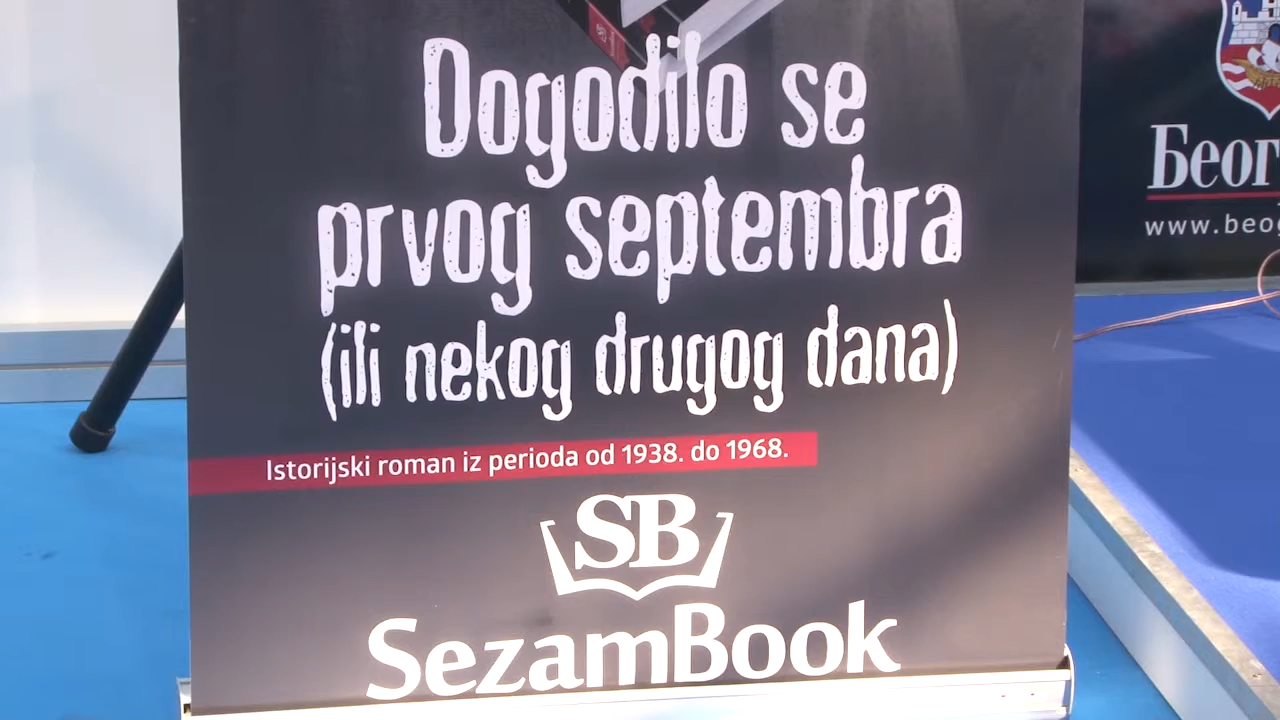 Dogodilo se
prvog septembra
(ili nekog drugog dana)
Istorijski roman iz perioda od 1938. do 1968.
SB
SezamBook
Беог
www.beog